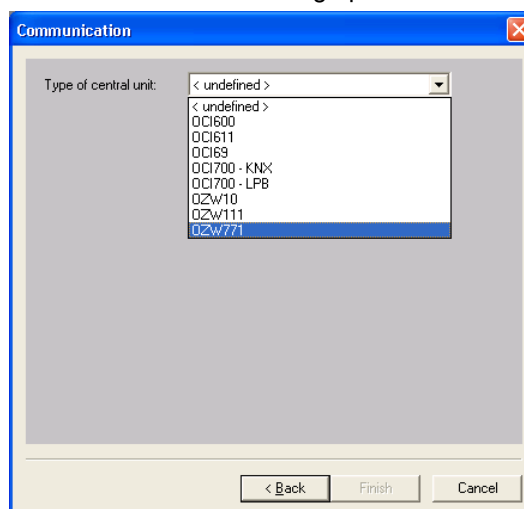 Communication
Type of central unit: < undefined >
< undefined >
OCI600
OCI611
OCI69
OCI700 - KNX
OCI700 - LPB
OZW10
OZW111
OZW771
< Back Finish Cancel